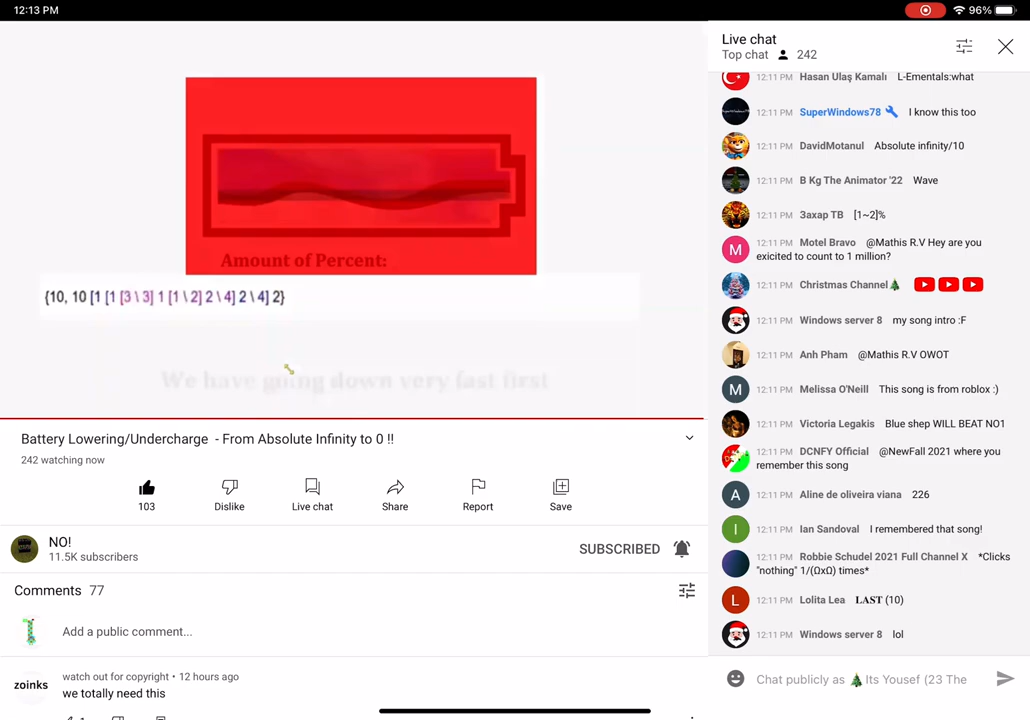 12:13 PM
96%
Live chat
Top chat 242
12:11 PM Hasan Ulaş Kamalı L-Ementals:what
12:11 PM SuperWindows78 I know this too
12:11 PM DavidMotanul Absolute infinity/10
12:11 PM B Kg The Animator '22 Wave
12:11 PM Захар ТВ [1~2]%
12:11 PM Motel Bravo @Mathis R.V Hey are you
exicited to count to 1 million?
12:11 PM Christmas Channel🎄
12:11 PM Windows server 8 my song intro :F
12:11 PM Anh Pham @Mathis R.V OWOT
12:11 PM Melissa O'Neill This song is from roblox :)
12:11 PM Victoria Legakis Blue shep WILL BEAT NO1
12:11 PM DCNFY Official @NewFall 2021 where you
remember this song
12:11 PM Aline de oliveira viana 226
12:11 PM Ian Sandoval I remembered that song!
12:11 PM Robbie Schudel 2021 Full Channel X *Clicks
"nothing" 1/(ΩxΩ) times*
12:11 PM Lolita Lea 𝐋𝐀𝐒𝐓 (10)
12:11 PM Windows server 8 lol
Chat publicly as 🎄Its Yousef (23 The
Amount of Percent:
{10, 10 [1 [1 [3 \ 3] 1 [1 \ 2] 2 \ 4] 2 \ 4] 2}
We have going down very fast first
Battery Lowering/Undercharge - From Absolute Infinity to 0 !!
242 watching now
103
Dislike
Live chat
Share
Report
Save
NO!
11.5K subscribers
SUBSCRIBED
Comments 77
Add a public comment...
zoinks
watch out for copyright • 12 hours ago
we totally need this